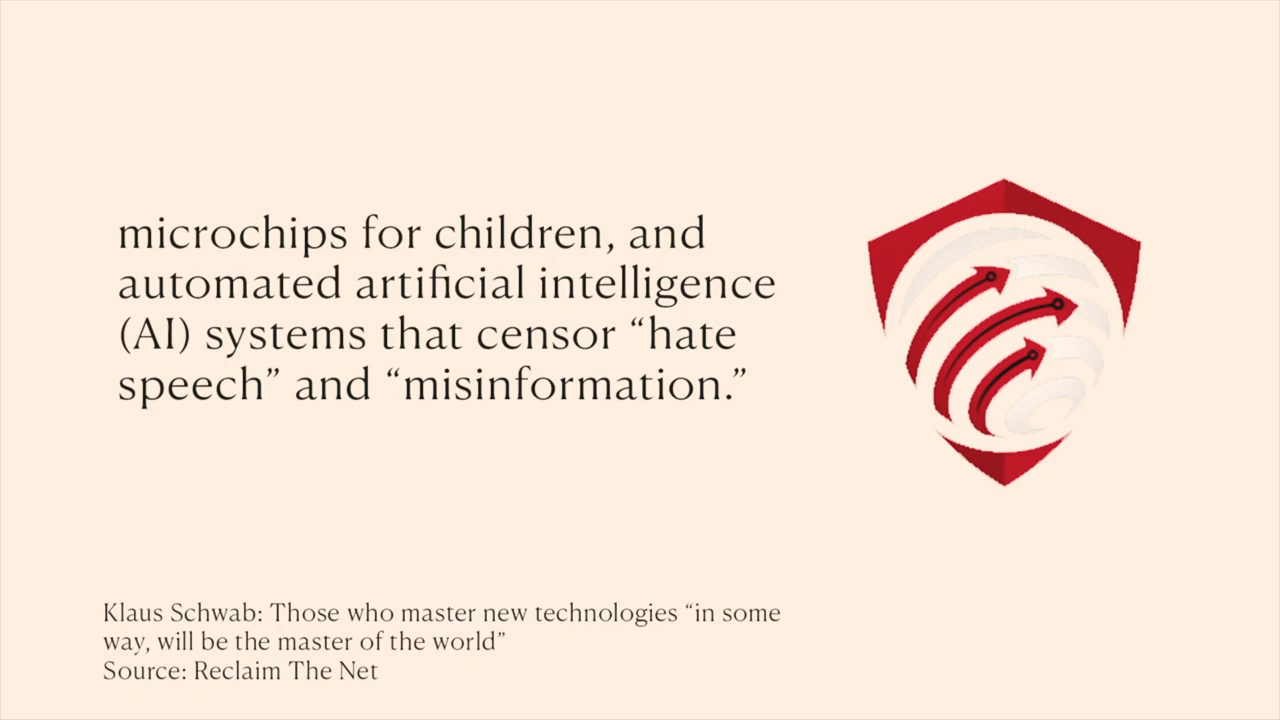 microchips for children, and
automated artificial intelligence
(AI) systems that censor “hate
speech” and “misinformation.”
Klaus Schwab: Those who master new technologies “in some
way, will be the master of the world”
Source: Reclaim The Net